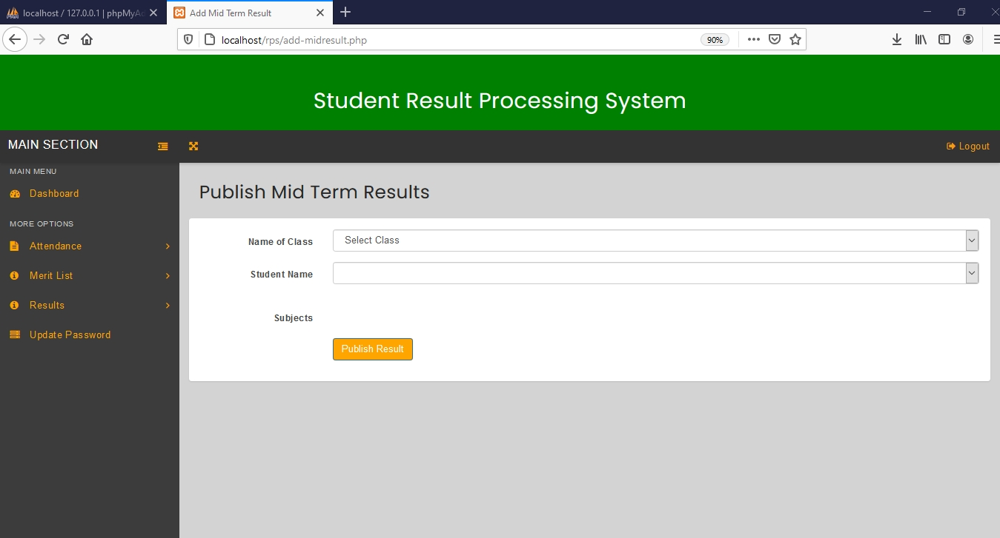 localhost / 127.0.0.1 | phpMyAd
Add Mid Term Result
localhost/rps/add-midresult.php
90%
Student Result Processing System
MAIN SECTION
Logout
MAIN MENU
Dashboard
MORE OPTIONS
Attendance
Merit List
Results
Update Password
Publish Mid Term Results
Name of Class
Select Class
Student Name
Subjects
Publish Result